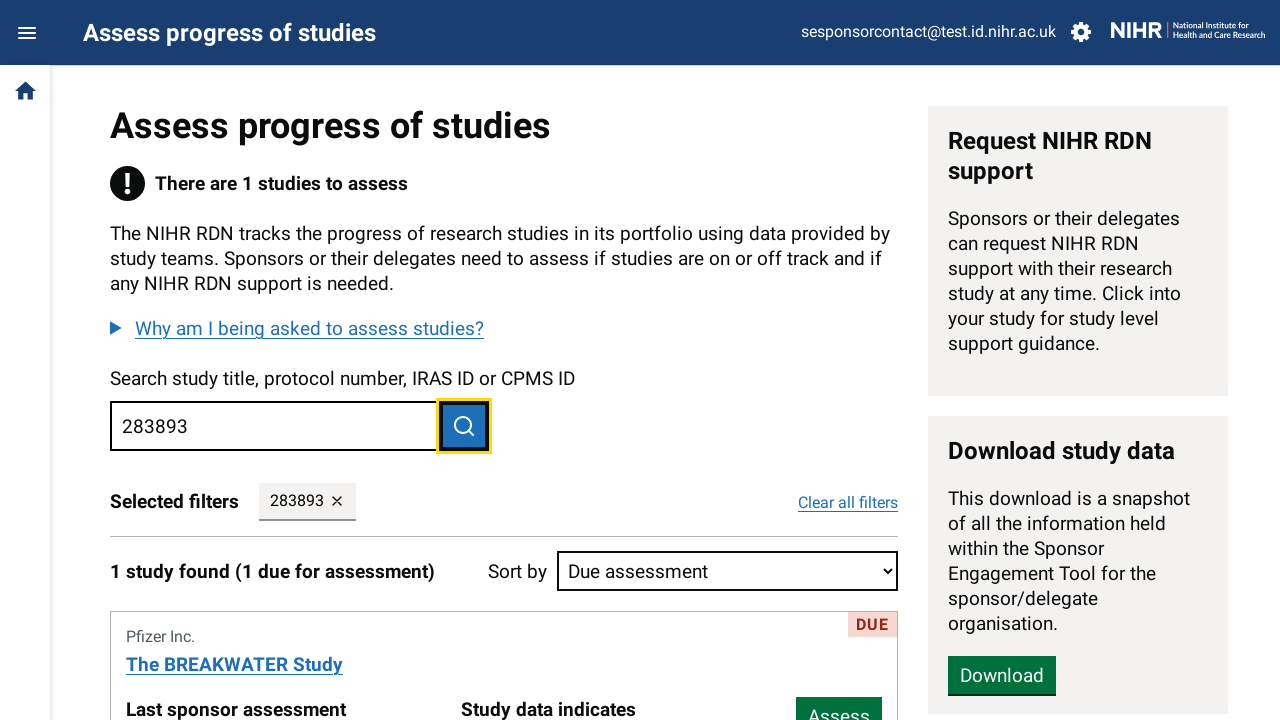 Assess progress of studies
sesponsorcontact@test.id.nihr.ac.uk
NIHR | National Institute for
Health and Care Research
Assess progress of studies
There are 1 studies to assess
The NIHR RDN tracks the progress of research studies in its portfolio using data provided by
study teams. Sponsors or their delegates need to assess if studies are on or off track and if
any NIHR RDN support is needed.
Why am I being asked to assess studies?
Search study title, protocol number, IRAS ID or CPMS ID
283893
Selected filters
283893 ✕
Clear all filters
1 study found (1 due for assessment)
Sort by
Due assessment
DUE
Pfizer Inc.
The BREAKWATER Study
Last sponsor assessment
Study data indicates
Assess
Request NIHR RDN
support
Sponsors or their delegates
can request NIHR RDN
support with their research
study at any time. Click into
your study for study level
support guidance.
Download study data
This download is a snapshot
of all the information held
within the Sponsor
Engagement Tool for the
sponsor/delegate
organisation.
Download